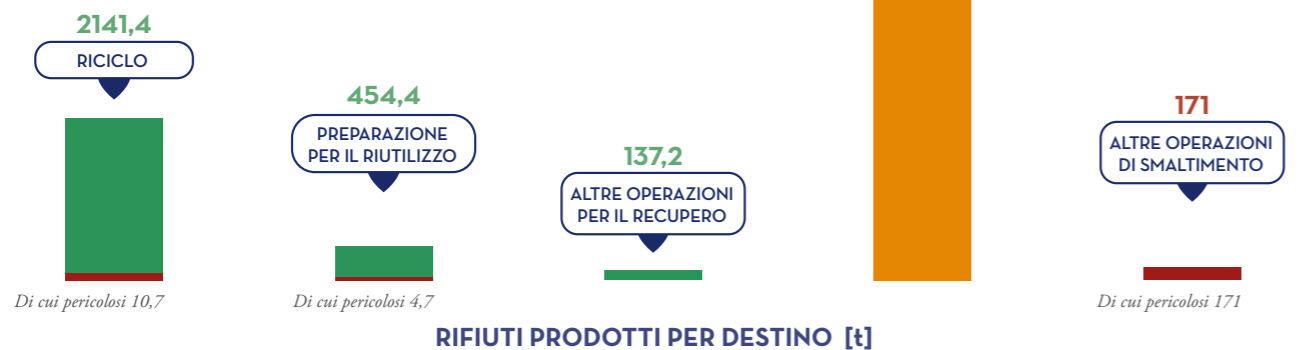 2141,4
RICICLO
Di cui pericolosi 10,7
454,4
PREPARAZIONE
PER IL RIUTILIZZO
Di cui pericolosi 4,7
137,2
ALTRE OPERAZIONI
PER IL RECUPERO
171
ALTRE OPERAZIONI
DI SMALTIMENTO
Di cui pericolosi 171
RIFIUTI PRODOTTI PER DESTINO [t]